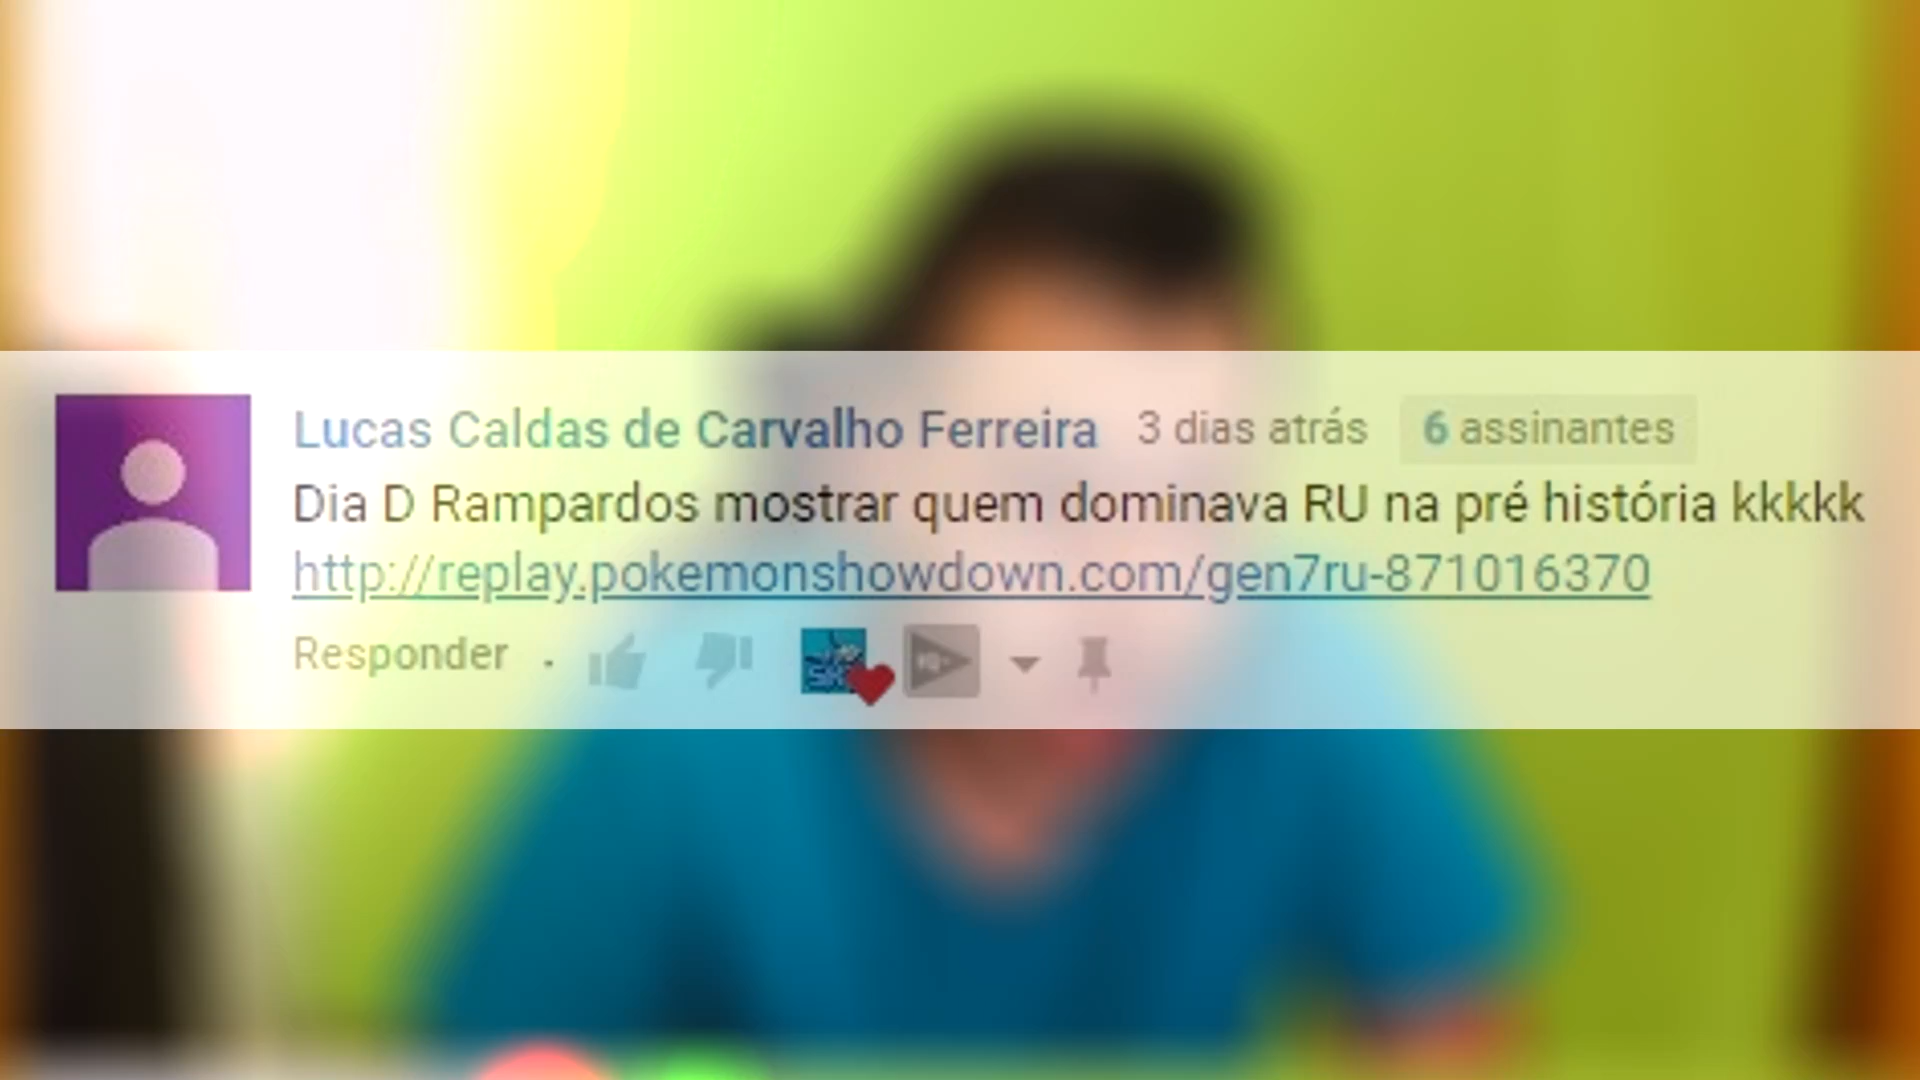 Lucas Caldas de Carvalho Ferreira 3 dias atrás 6 assinantes
Dia D Rampardos mostrar quem dominava RU na pré história kkkkk
http://replay.pokemonshowdown.com/gen7ru-871016370
Responder